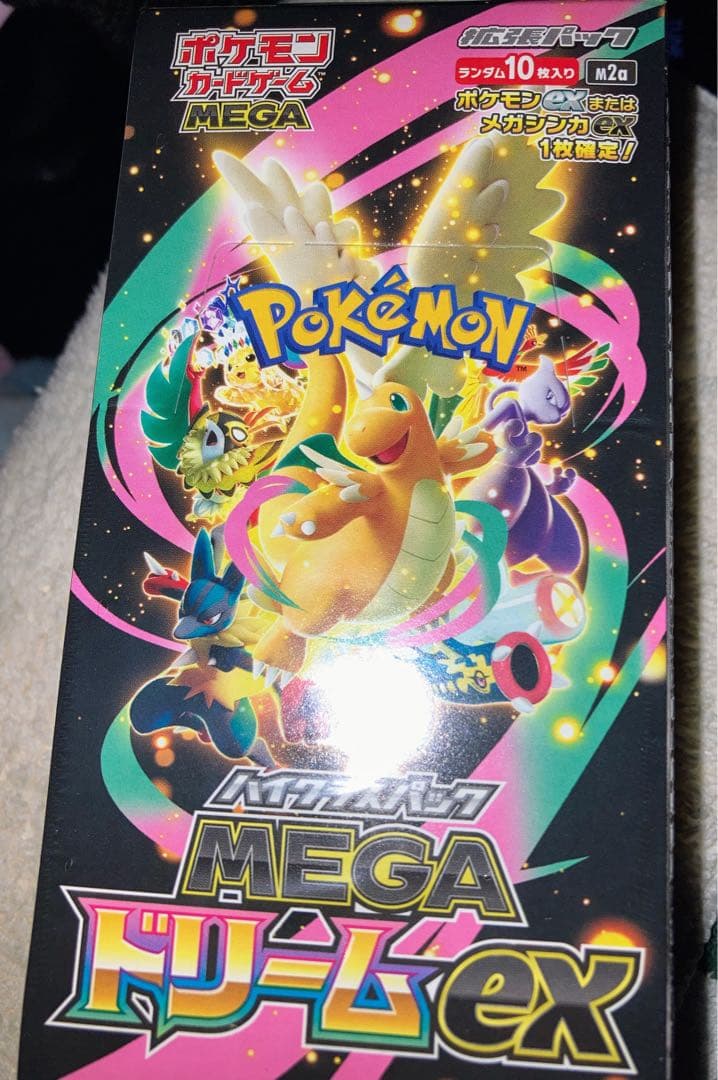 ポケモン
カードゲーム™
MEGA
拡張パック
ランダム10枚入り
M2a
ポケモンexまたは
メガシンカex
1枚確定!
POKÉMON™
ハイクラスパック
MEGA
ドリームex